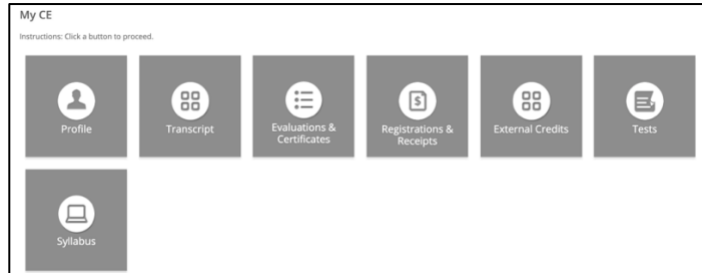 My CE
Instructions: Click a button to proceed.
Profile
Transcript
Evaluations &
Certificates
Registrations &
Receipts
External Credits
Tests
Syllabus